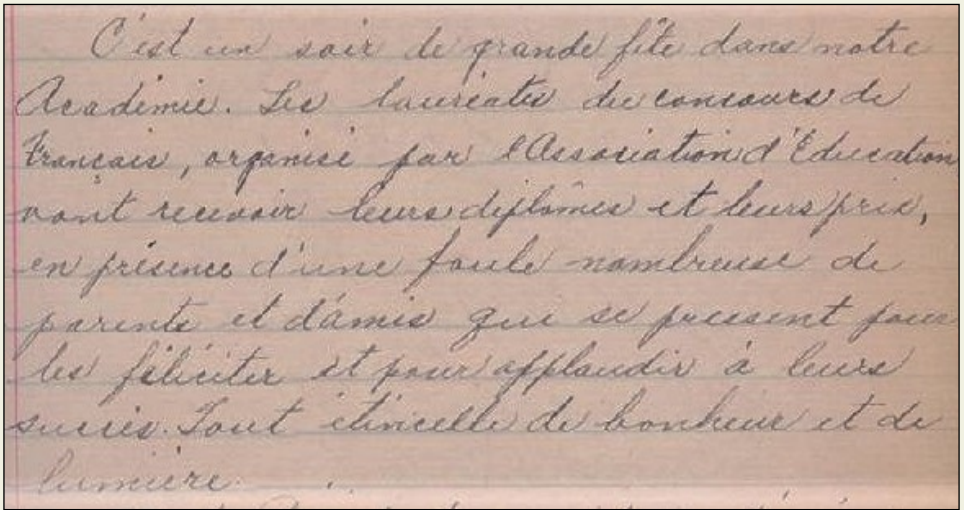 C'est un soir de grande fête dans notre
Académie. Les lauréats du concours de
Français, organisé par l'Association d'Education
vont recevoir leurs diplômes et leurs prix,
en présence d'une foule nombreuse de
parents et d'amis qui se pressent pour
les féliciter et pour applaudir à leurs
succès. Tout étincelle de bonheur et de
lumière.